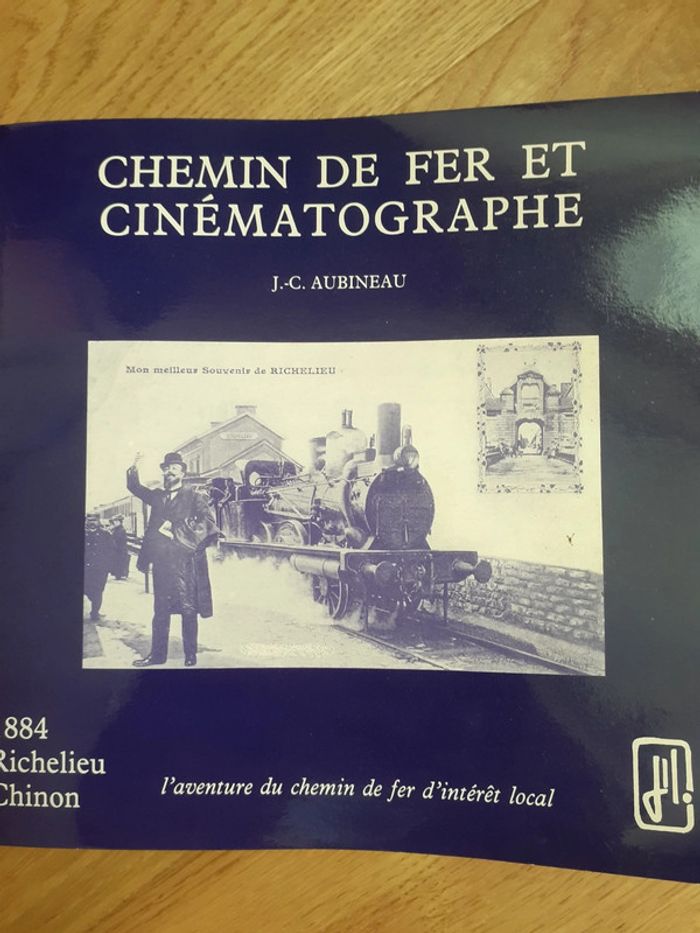 CHEMIN DE FER ET
CINÉMATOGRAPHE
J.-C. AUBINEAU
Mon meilleur Souvenir de RICHELIEU
1884
Richelieu
Chinon
l'aventure du chemin de fer d'intérêt local